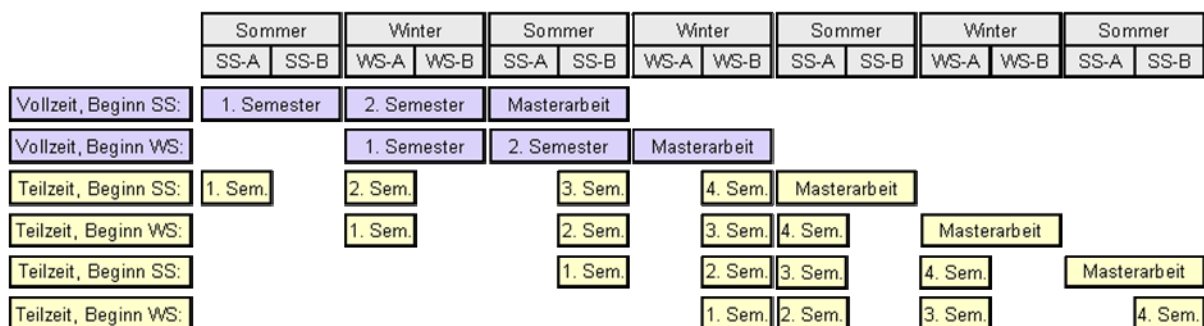 Sommer Winter Sommer Winter Sommer Winter Sommer
SS-A SS-B WS-A WS-B SS-A SS-B WS-A WS-B SS-A SS-B WS-A WS-B SS-A SS-B
Vollzeit, Beginn SS: 1. Semester 2. Semester Masterarbeit
Vollzeit, Beginn WS: 1. Semester 2. Semester Masterarbeit
Teilzeit, Beginn SS: 1. Sem. 2. Sem. 3. Sem. 4. Sem. Masterarbeit
Teilzeit, Beginn WS: 1. Sem. 2. Sem. 3. Sem. 4. Sem. Masterarbeit
Teilzeit, Beginn SS: 1. Sem. 2. Sem. 3. Sem. 4. Sem. Masterarbeit
Teilzeit, Beginn WS: 1. Sem. 2. Sem. 3. Sem. 4. Sem.